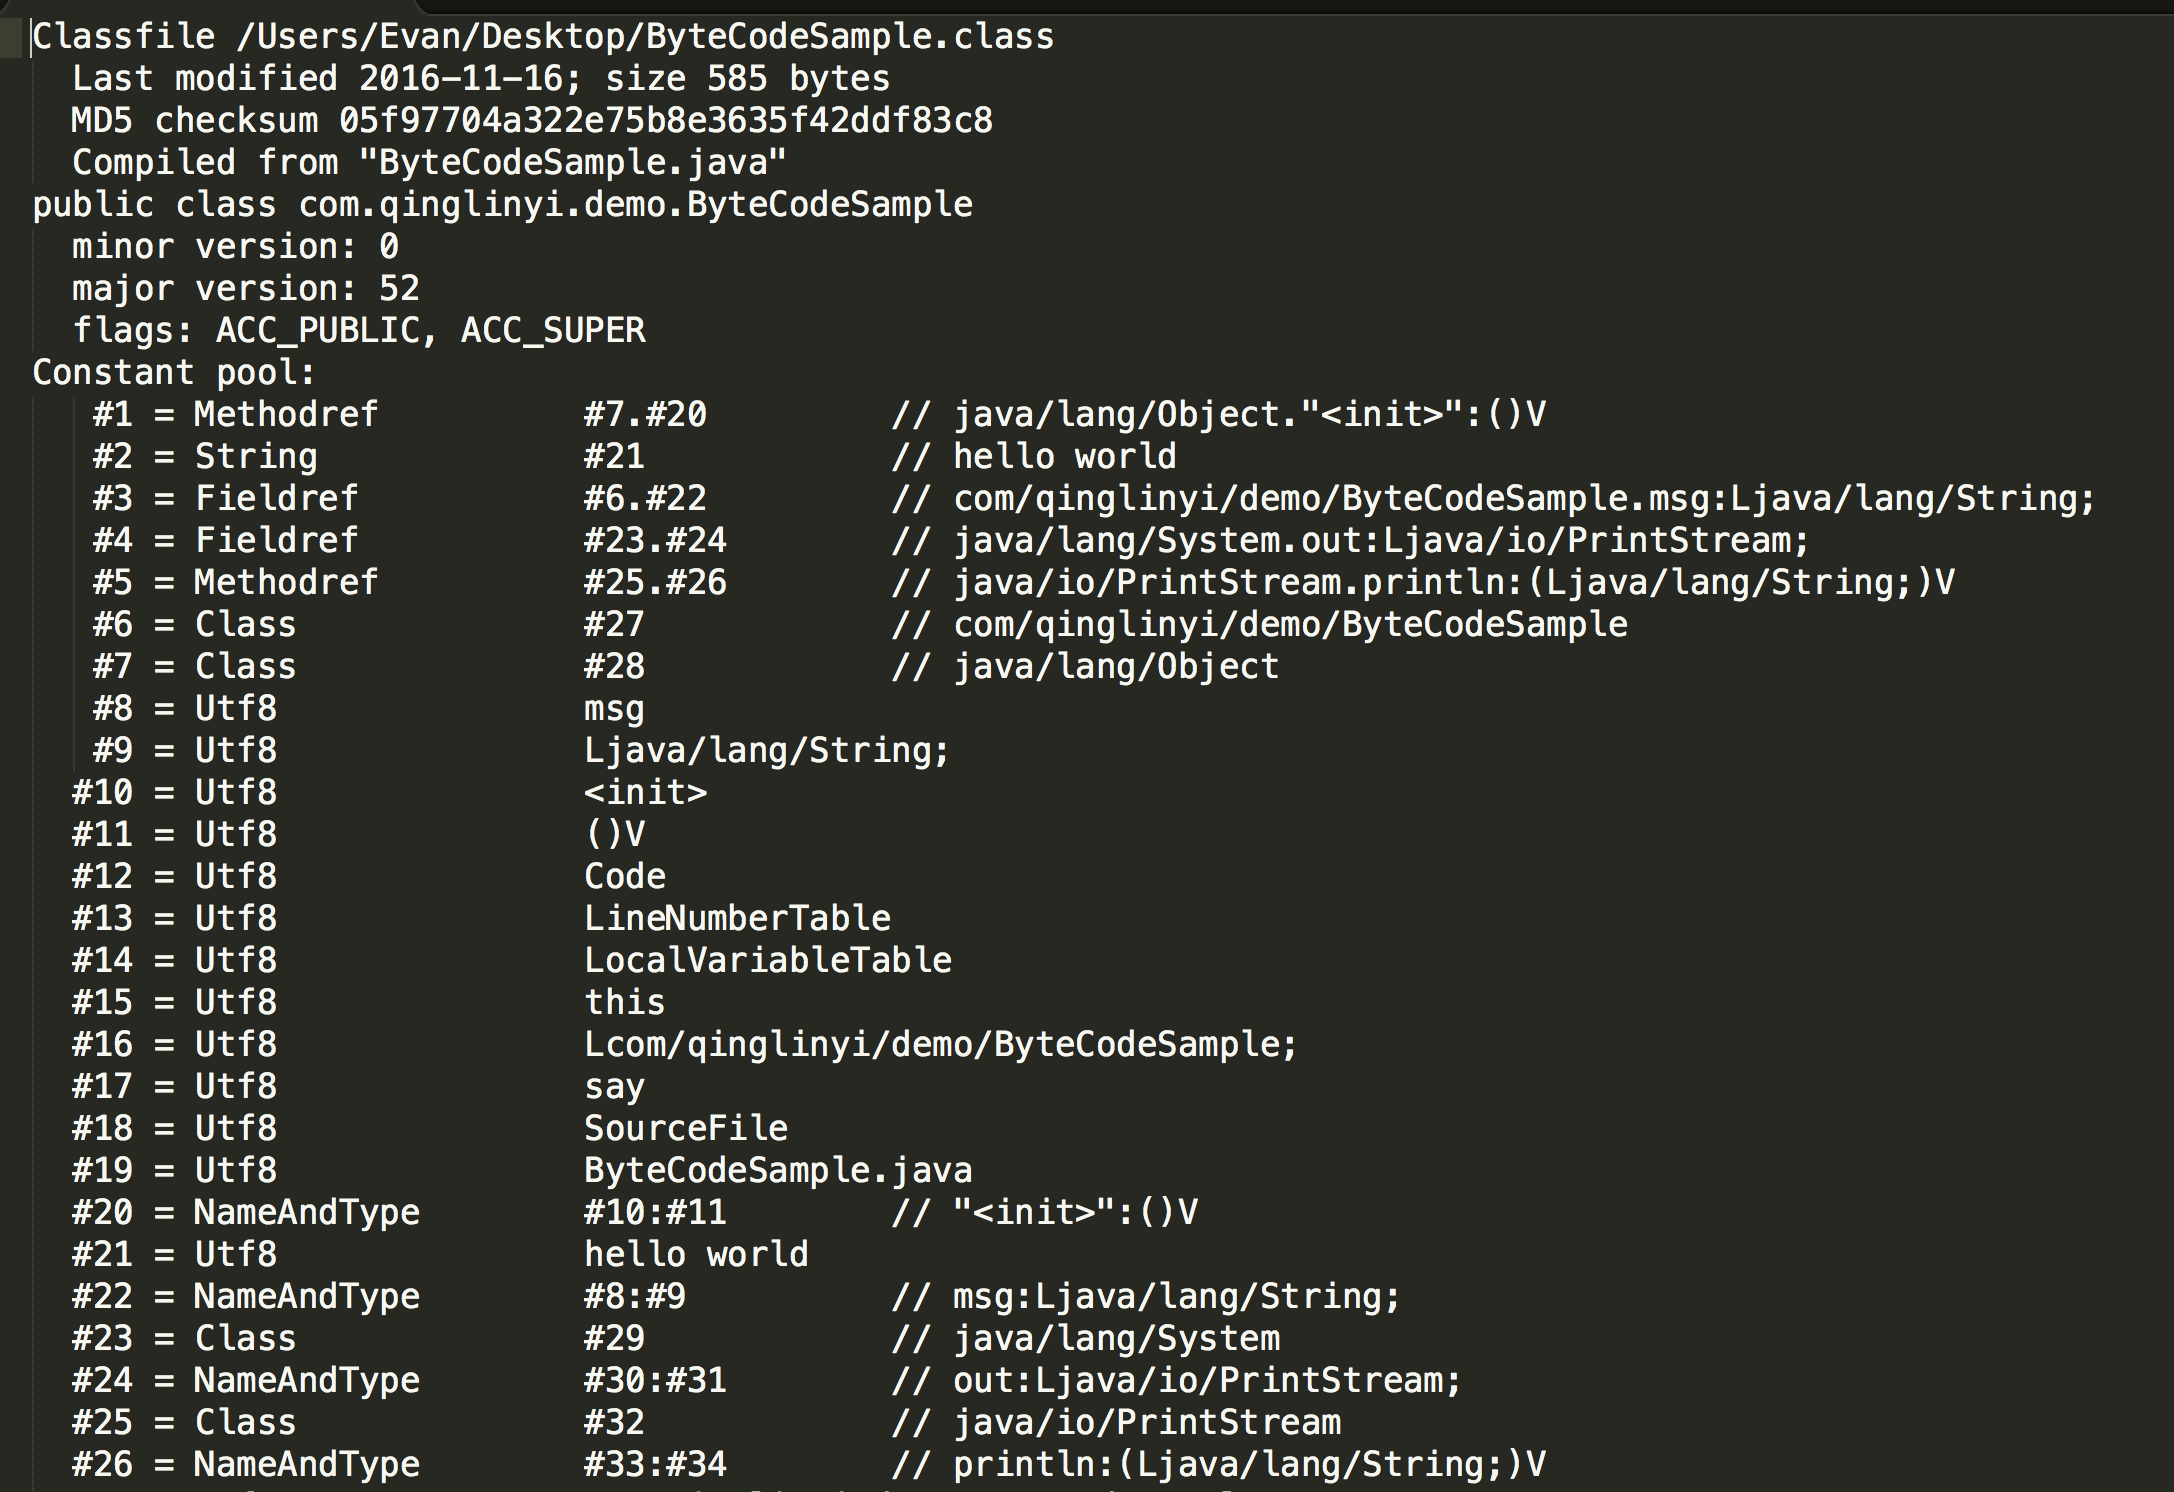 Classfile /Users/Evan/Desktop/ByteCodeSample.class
  Last modified 2016-11-16; size 585 bytes
  MD5 checksum 05f97704a322e75b8e3635f42ddf83c8
  Compiled from "ByteCodeSample.java"
public class com.qinglinyi.demo.ByteCodeSample
  minor version: 0
  major version: 52
  flags: ACC_PUBLIC, ACC_SUPER
Constant pool:
   #1 = Methodref          #7.#20         // java/lang/Object."<init>":()V
   #2 = String             #21            // hello world
   #3 = Fieldref           #6.#22         // com/qinglinyi/demo/ByteCodeSample.msg:Ljava/lang/String;
   #4 = Fieldref           #23.#24        // java/lang/System.out:Ljava/io/PrintStream;
   #5 = Methodref          #25.#26        // java/io/PrintStream.println:(Ljava/lang/String;)V
   #6 = Class              #27            // com/qinglinyi/demo/ByteCodeSample
   #7 = Class              #28            // java/lang/Object
   #8 = Utf8               msg
   #9 = Utf8               Ljava/lang/String;
  #10 = Utf8               <init>
  #11 = Utf8               ()V
  #12 = Utf8               Code
  #13 = Utf8               LineNumberTable
  #14 = Utf8               LocalVariableTable
  #15 = Utf8               this
  #16 = Utf8               Lcom/qinglinyi/demo/ByteCodeSample;
  #17 = Utf8               say
  #18 = Utf8               SourceFile
  #19 = Utf8               ByteCodeSample.java
  #20 = NameAndType        #10:#11        // "<init>":()V
  #21 = Utf8               hello world
  #22 = NameAndType        #8:#9          // msg:Ljava/lang/String;
  #23 = Class              #29            // java/lang/System
  #24 = NameAndType        #30:#31        // out:Ljava/io/PrintStream;
  #25 = Class              #32            // java/io/PrintStream
  #26 = NameAndType        #33:#34        // println:(Ljava/lang/String;)V